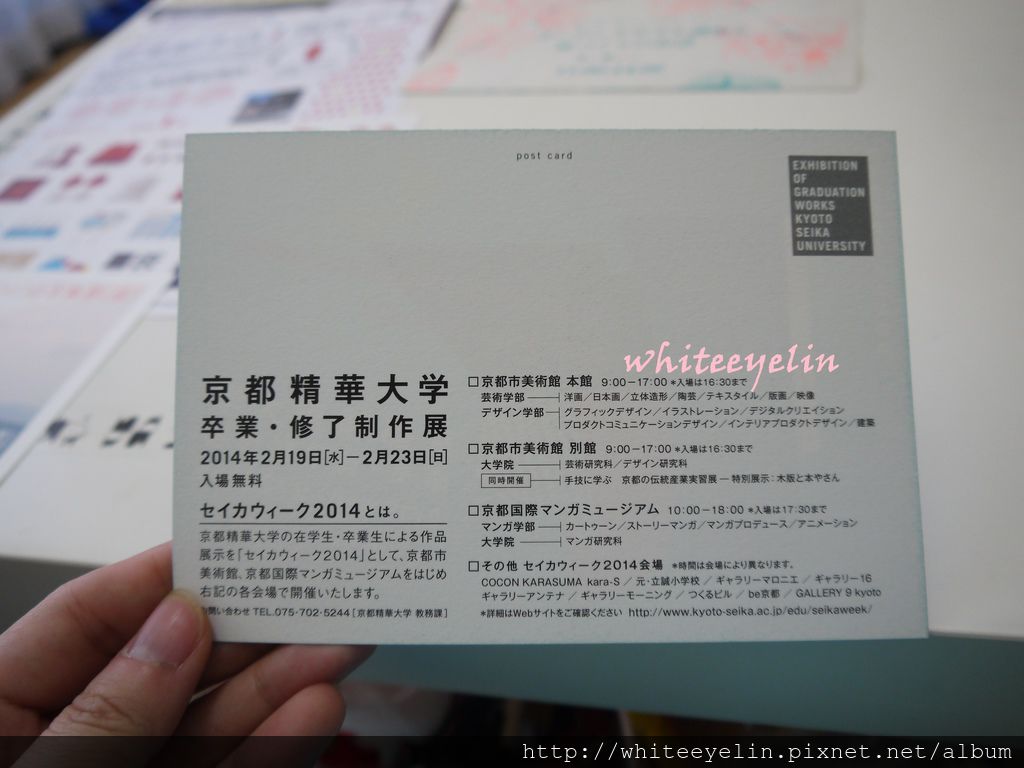 post card
EXHIBITION
OF
GRADUATION
WORKS
KYOTO
SEIKA
UNIVERSITY
whiteeyelin
京都精華大学
卒業・修了制作展
2014年2月19日[水]―2月23日[日]
入場無料
セイカウィーク2014とは。
京都精華大学の在学生・卒業生による作品
展示を「セイカウィーク2014」として、京都市
美術館、京都国際マンガミュージアムをはじめ
右記の各会場で開催いたします。
お問い合わせ TEL.075-702-5244[京都精華大学 教務課]
□京都市美術館 本館 9:00―17:00 *入場は16:30まで
芸術学部 洋画/日本画/立体造形/陶芸/テキスタイル/版画/映像
デザイン学部 グラフィックデザイン/イラストレーション/デジタルクリエイション
プロダクトコミュニケーションデザイン/インテリアプロダクトデザイン/建築
□京都市美術館 別館 9:00―17:00 *入場は16:30まで
大学院 芸術研究科/デザイン研究科
同時開催 手技に学ぶ 京都の伝統産業実習展 ― 特別展示:木版と本やさん
□京都国際マンガミュージアム 10:00―18:00 *入場は17:30まで
マンガ学部 カートゥーン/ストーリーマンガ/マンガプロデュース/アニメーション
大学院 マンガ研究科
□その他 セイカウィーク2014会場 *時間は会場により異なります。
COCON KARASUMA kara-S / 元・立誠小学校 / ギャラリーマロニエ / ギャラリー16
ギャラリーアンテナ / ギャラリーモーニング / つくるビル / be京都 / GALLERY 9 kyoto
*詳細はWebサイトをご確認ください http://www.kyoto-seika.ac.jp/edu/seikaweek/
http://whiteeyelin.pixnet.net/album